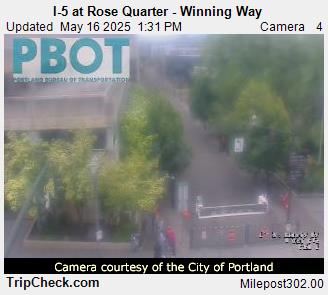 I-5 at Rose Quarter - Winning Way
Updated May 16 2025 1:31 PM Camera 4
PBOT
PORTLAND BUREAU OF TRANSPORTATION
Camera courtesy of the City of Portland
TripCheck.com Milepost302.00